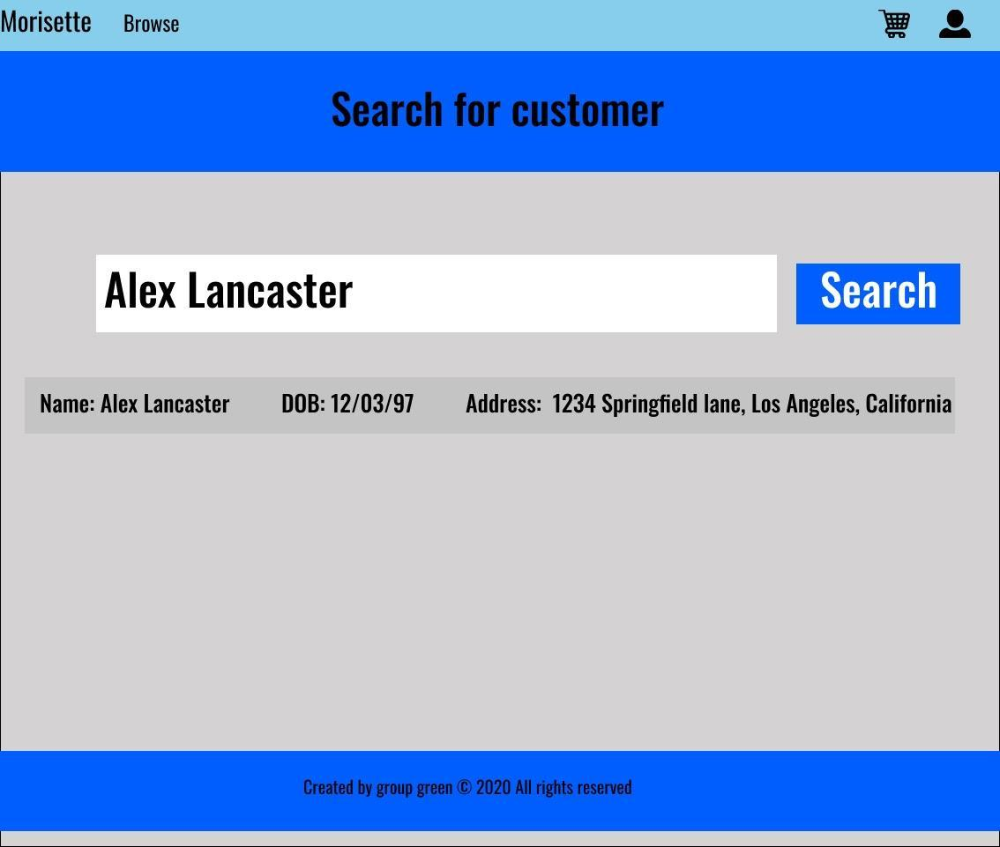 Morisette Browse
Search for customer
Alex Lancaster Search
Name: Alex Lancaster DOB: 12/03/97 Address: 1234 Springfield lane, Los Angeles, California
Created by group green © 2020 All rights reserved